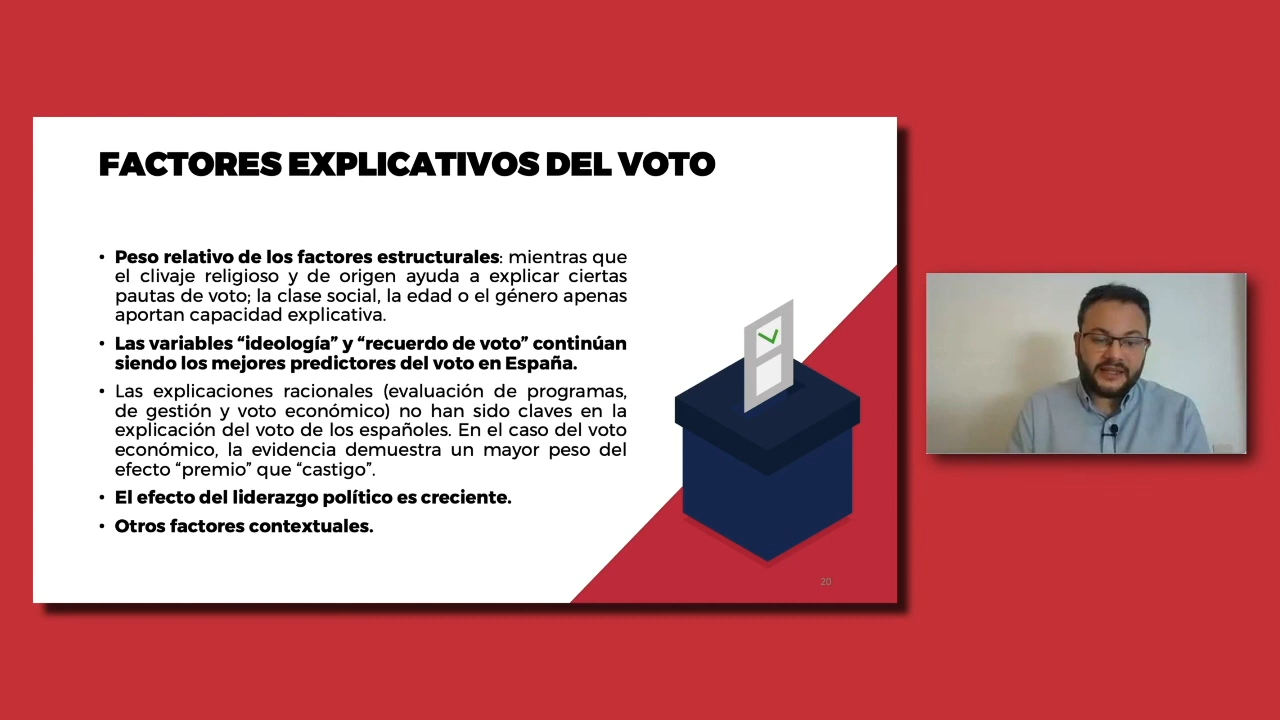 FACTORES EXPLICATIVOS DEL VOTO
• Peso relativo de los factores estructurales: mientras que
el clivaje religioso y de origen ayuda a explicar ciertas
pautas de voto; la clase social, la edad o el género apenas
aportan capacidad explicativa.
• Las variables “ideología” y “recuerdo de voto” continúan
siendo los mejores predictores del voto en España.
• Las explicaciones racionales (evaluación de programas,
de gestión y voto económico) no han sido claves en la
explicación del voto de los españoles. En el caso del voto
económico, la evidencia demuestra un mayor peso del
efecto “premio” que “castigo”.
• El efecto del liderazgo político es creciente.
• Otros factores contextuales.
20